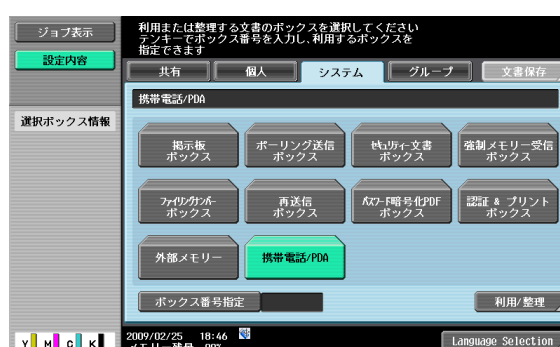 ジョブ表示
設定内容
選択ボックス情報
利用または整理する文書のボックスを選択してください
テンキーでボックス番号を入力し､利用するボックスを
指定できます
共有
個人
システム
グループ
文書保存
携帯電話/PDA
掲示板
ボックス
ポーリング送信
ボックス
ｾｷｭﾘﾃｨｰ文書
ボックス
強制メモリー受信
ボックス
ﾌｧｲﾘﾝｸﾞﾅﾝﾊﾞｰ
ボックス
再送信
ボックス
ﾊﾟｽﾜｰﾄﾞ暗号化PDF
ボックス
認証 & プリント
ボックス
外部メモリー
携帯電話/PDA
ボックス番号指定
利用/整理
Y M C K
2009/02/25 18:46
メモリー残量 99%
Language Selection